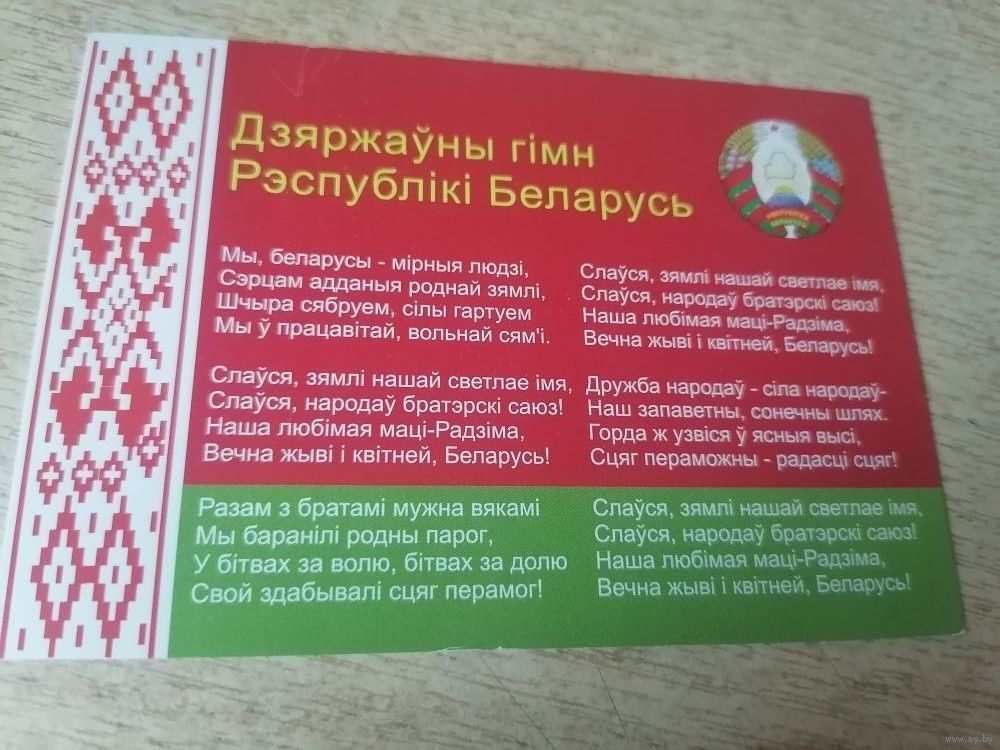 Дзяржаўны гімн
Рэспублікі Беларусь
Мы, беларусы - мірныя людзі,
Сэрцам адданыя роднай зямлі,
Шчыра сябруем, сілы гартуем
Мы ў працавітай, вольнай сям'і.
Слаўся, зямлі нашай светлае імя,
Слаўся, народаў братэрскі саюз!
Наша любімая маці-Радзіма,
Вечна жыві і квітней, Беларусь!
Разам з братамі мужна вякамі
Мы баранілі родны парог,
У бітвах за волю, бітвах за долю
Свой здабывалі сцяг перамог!
Слаўся, зямлі нашай светлае імя,
Слаўся, народаў братэрскі саюз!
Наша любімая маці-Радзіма,
Вечна жыві і квітней, Беларусь!
Дружба народаў - сіла народаў-
Наш запаветны, сонечны шлях.
Горда ж узвіся ў ясныя высі,
Сцяг пераможны - радасці сцяг!
Слаўся, зямлі нашай светлае імя,
Слаўся, народаў братэрскі саюз!
Наша любімая маці-Радзіма,
Вечна жыві і квітней, Беларусь!
www.ay.by